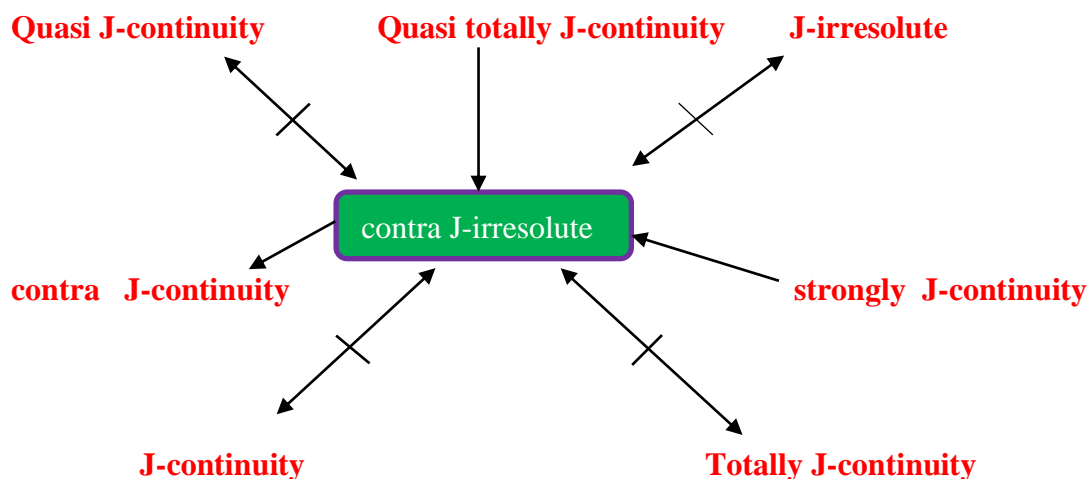 Quasi J-continuity
Quasi totally J-continuity
J-irresolute
contra J-irresolute
contra J-continuity
strongly J-continuity
J-continuity
Totally J-continuity